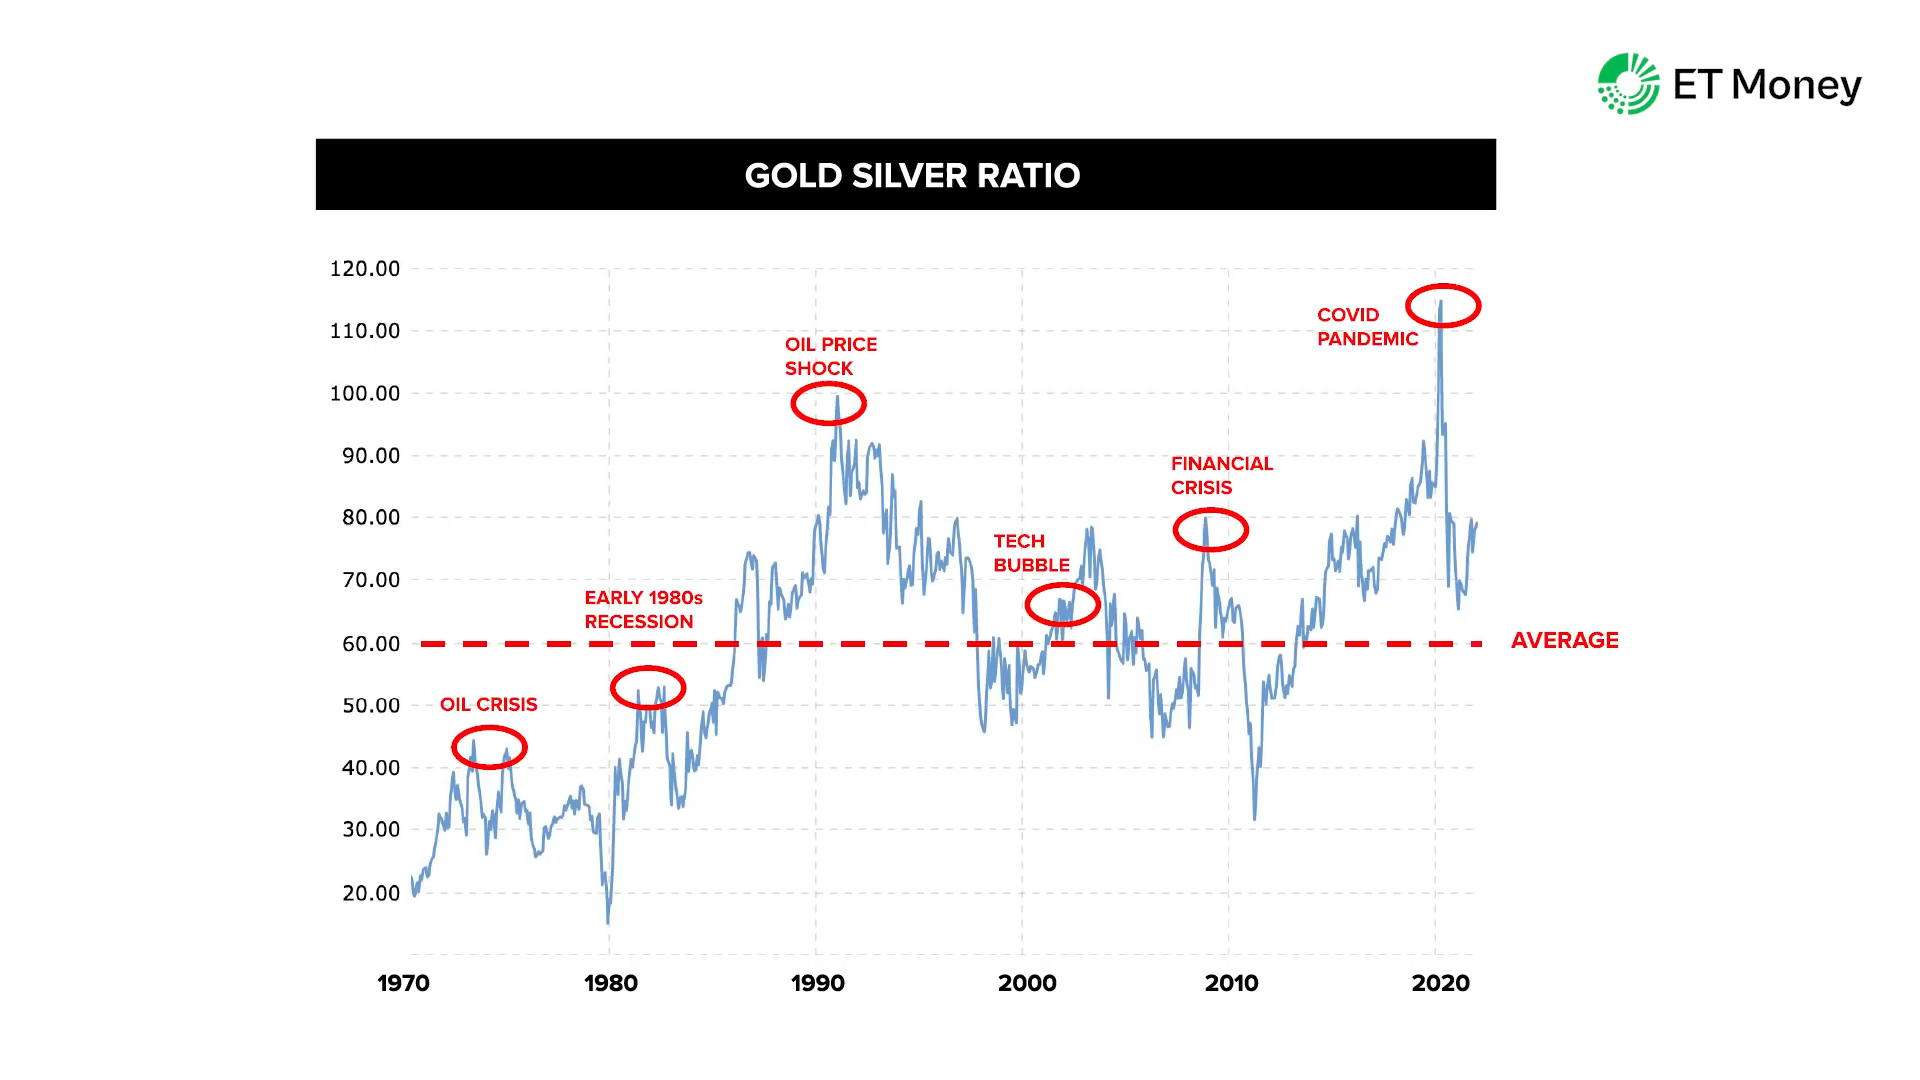 ET Money
GOLD SILVER RATIO
120.00
110.00
100.00
90.00
80.00
70.00
60.00
50.00
40.00
30.00
20.00
COVID
PANDEMIC
OIL PRICE
SHOCK
FINANCIAL
CRISIS
TECH
BUBBLE
EARLY 1980s
RECESSION
AVERAGE
OIL CRISIS
1970
1980
1990
2000
2010
2020